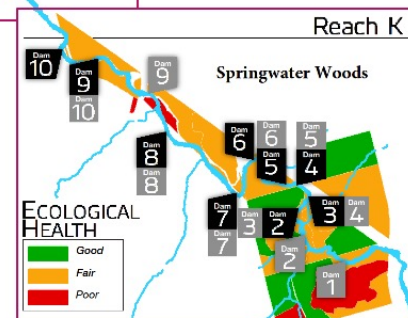 Reach K
Springwater Woods
Dam 10
Dam 9
Dam 10
Dam 9
Dam 8
Dam 8
Dam 6
Dam 6
Dam 5
Dam 5
Dam 4
Dam 7
Dam 7
Dam 3
Dam 2
Dam 2
Dam 3
Dam 4
Dam 1
ECOLOGICAL
HEALTH
Good
Fair
Poor